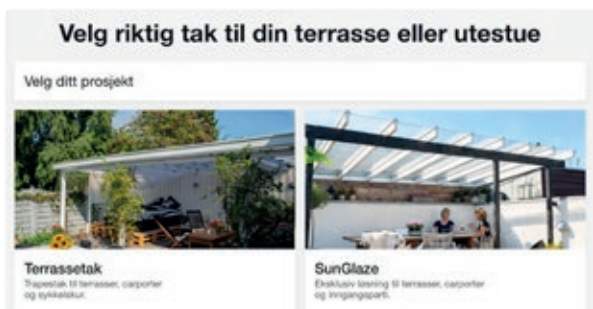 Velg riktig tak til din terrasse eller utestue
Velg ditt prosjekt
Terrassetak
Trapestak til terrasser, carporter
og sykkelskur.
SunGlaze
Eksklusiv løsning til terrasser, carporter
og inngangsparti.